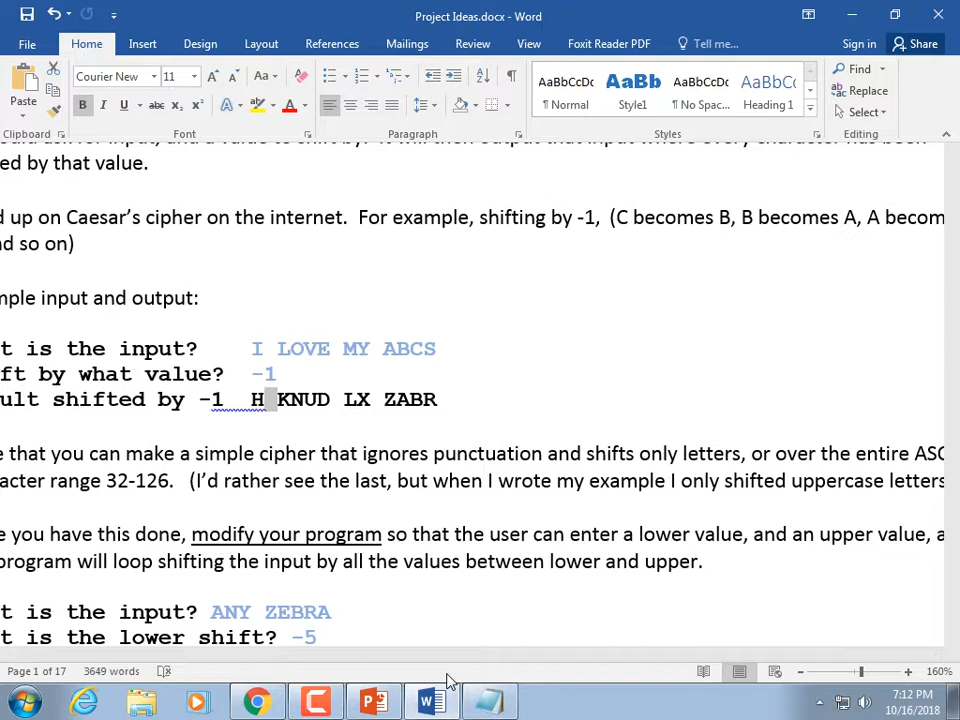 Project Ideas.docx - Word
File Home Insert Design Layout References Mailings Review View Foxit Reader PDF Tell me... Sign in Share
Courier New 11 Aa
AaBbCcDc AaBb AaBbCcDc AaBbCcD
Find
Replace
Select
Paste
B I U abc x₂ x² A A
¶ Normal Style1 ¶ No Spac... Heading 1
Clipboard Font Paragraph Styles Editing
ed by that value.
d up on Caesar’s cipher on the internet. For example, shifting by -1, (C becomes B, B becomes A, A becom
nd so on)
mple input and output:
t is the input? I LOVE MY ABCS
ft by what value? -1
ult shifted by -1 H KNUD LX ZABR
e that you can make a simple cipher that ignores punctuation and shifts only letters, or over the entire ASC
acter range 32-126. (I’d rather see the last, but when I wrote my example I only shifted uppercase letters
e you have this done, modify your program so that the user can enter a lower value, and an upper value, a
program will loop shifting the input by all the values between lower and upper.
t is the input? ANY ZEBRA
t is the lower shift? -5
Page 1 of 17 3649 words 160%
7:12 PM
10/16/2018